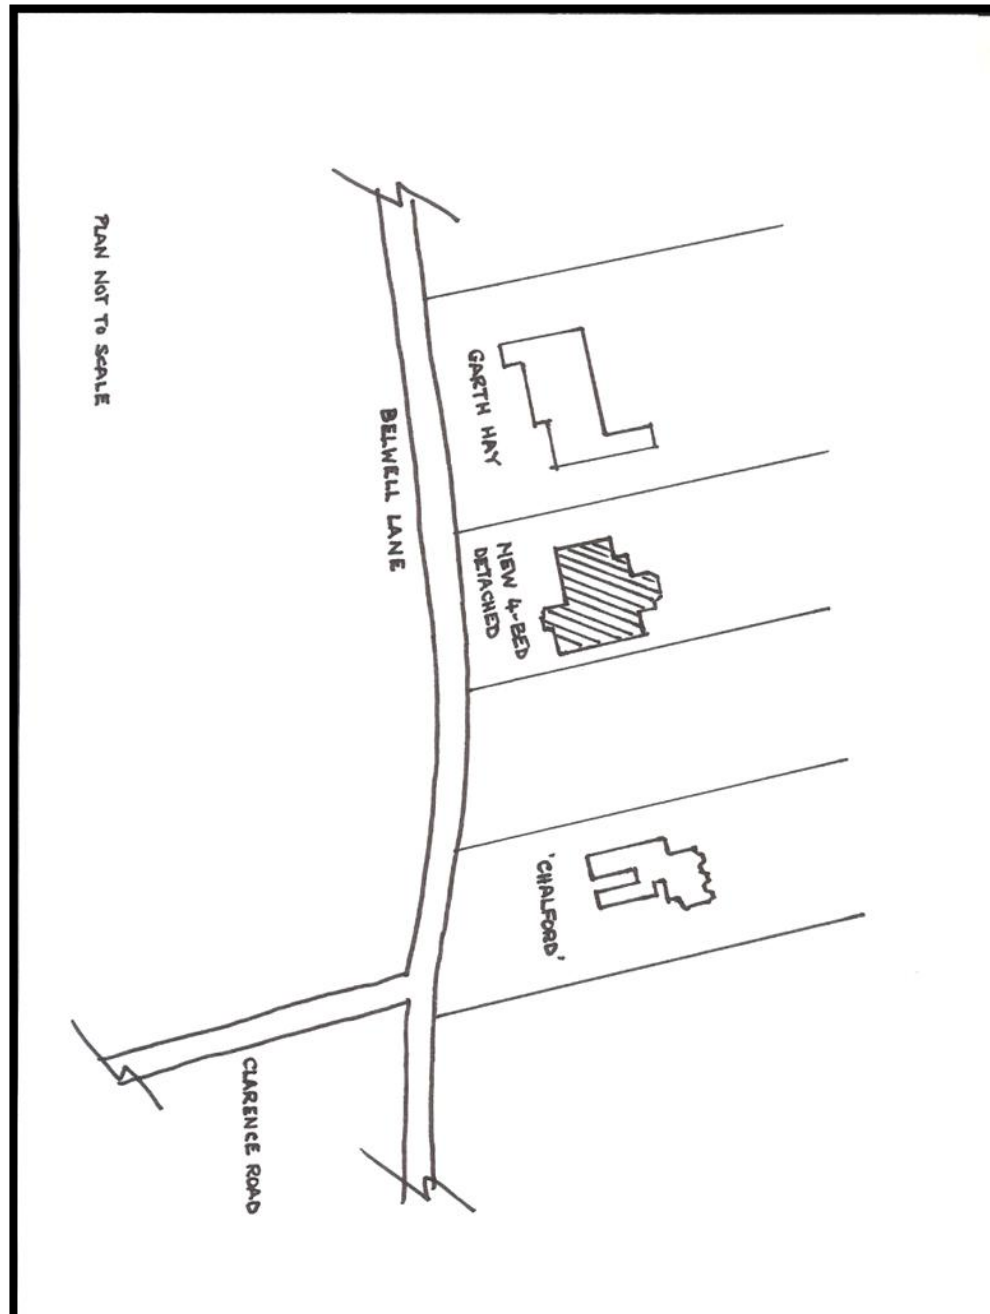 GARTH HAY
NEW 4-BED
DETACHED
'CHALFORD'
BELWELL LANE
CLARENCE ROAD
PLAN NOT TO SCALE